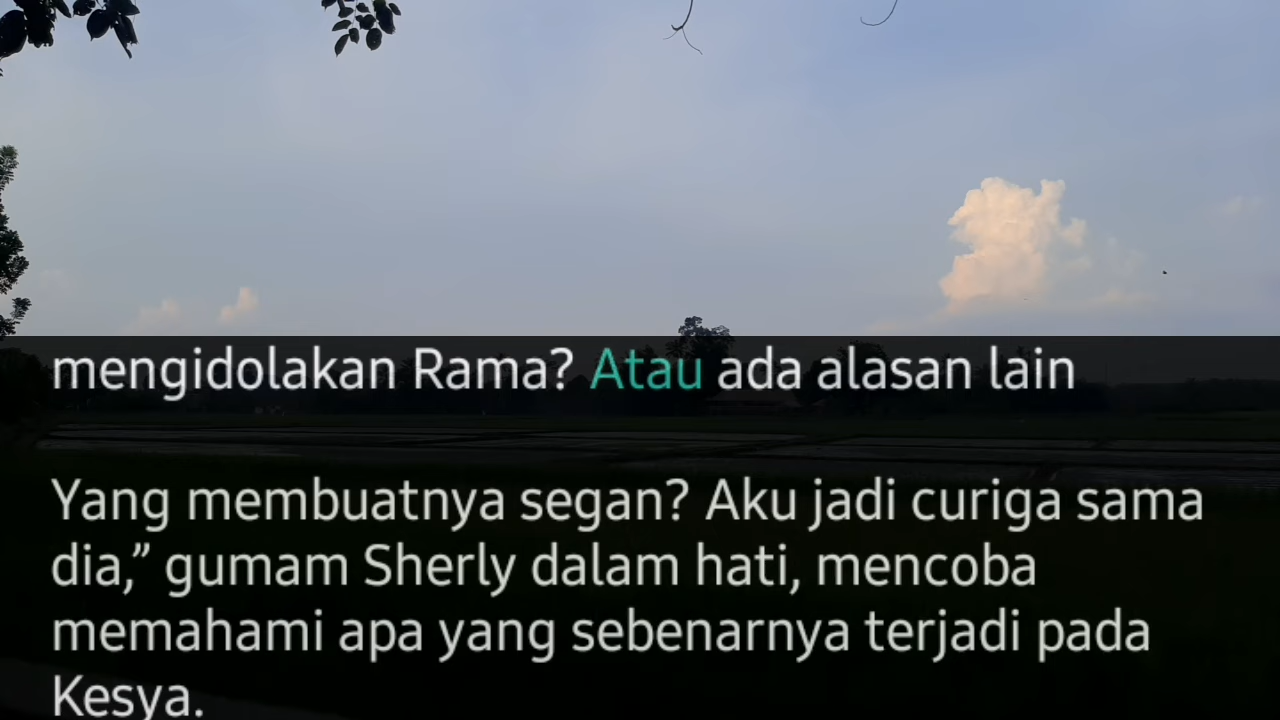 mengidolakan Rama? Atau ada alasan lain
Yang membuatnya segan? Aku jadi curiga sama
dia,” gumam Sherly dalam hati, mencoba
memahami apa yang sebenarnya terjadi pada
Kesya.